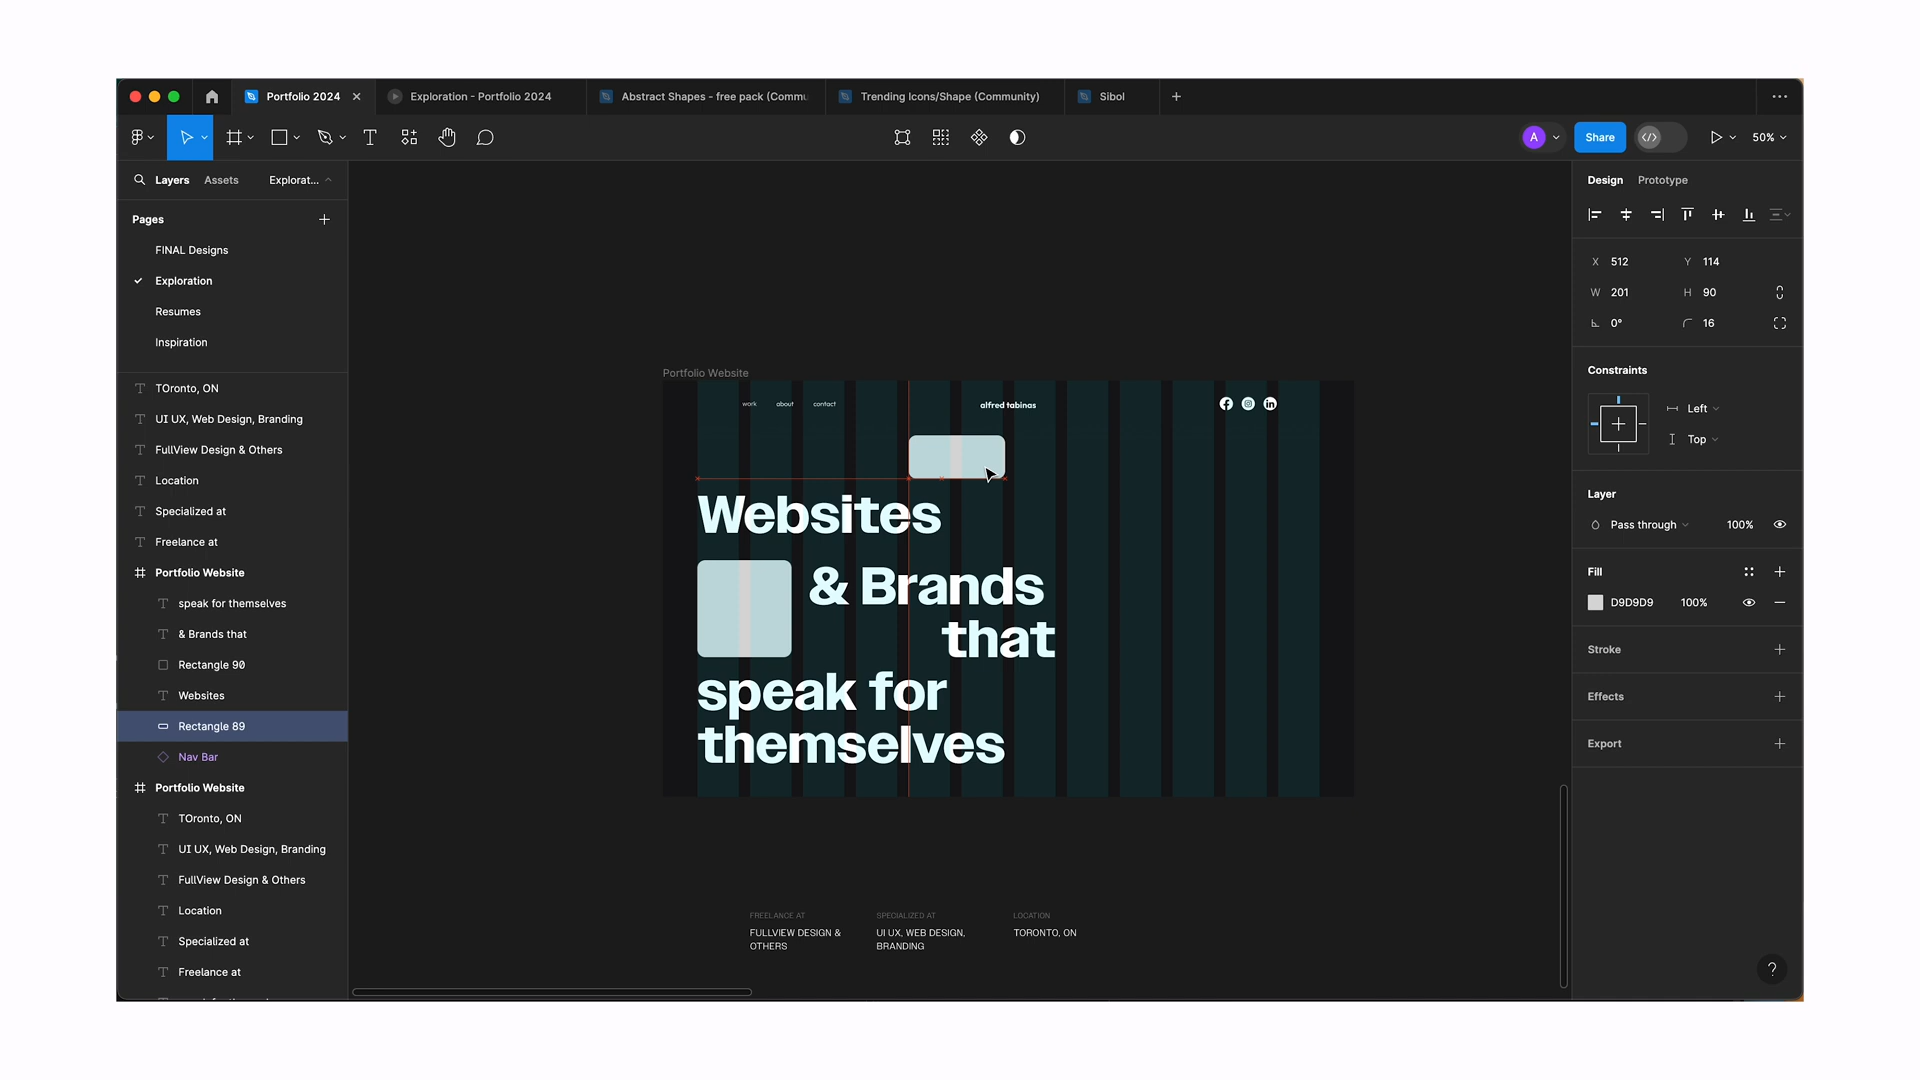 Portfolio 2024
Exploration - Portfolio 2024
Abstract Shapes - free pack (Commu
Trending Icons/Shape (Community)
Sibol
A
Share
50%
Layers
Assets
Explorat...
Pages
FINAL Designs
Exploration
Resumes
Inspiration
TOronto, ON
UI UX, Web Design, Branding
FullView Design & Others
Location
Specialized at
Freelance at
Portfolio Website
speak for themselves
& Brands that
Rectangle 90
Websites
Rectangle 89
Nav Bar
Portfolio Website
TOronto, ON
UI UX, Web Design, Branding
FullView Design & Others
Location
Specialized at
Freelance at
Portfolio Website
work
about
contact
alfred tabinas
Websites
& Brands
that
speak for
themselves
FREELANCE AT
FULLVIEW DESIGN &
OTHERS
SPECIALIZED AT
UI UX, WEB DESIGN,
BRANDING
LOCATION
TORONTO, ON
Design
Prototype
X 512
Y 114
W 201
H 90
0°
16
Constraints
Left
Top
Layer
Pass through
100%
Fill
D9D9D9
100%
Stroke
Effects
Export
?